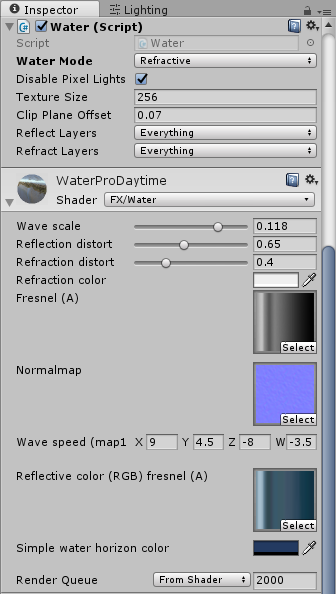 Inspector Lighting
Water (Script)
Script Water
Water Mode Refractive
Disable Pixel Lights
Texture Size 256
Clip Plane Offset 0.07
Reflect Layers Everything
Refract Layers Everything
WaterProDaytime
Shader FX/Water
Wave scale 0.118
Reflection distort 0.65
Refraction distort 0.4
Refraction color
Fresnel (A)
Select
Normalmap
Select
Wave speed (map1 X 9 Y 4.5 Z -8 W -3.5
Reflective color (RGB) fresnel (A)
Select
Simple water horizon color
Render Queue From Shader 2000